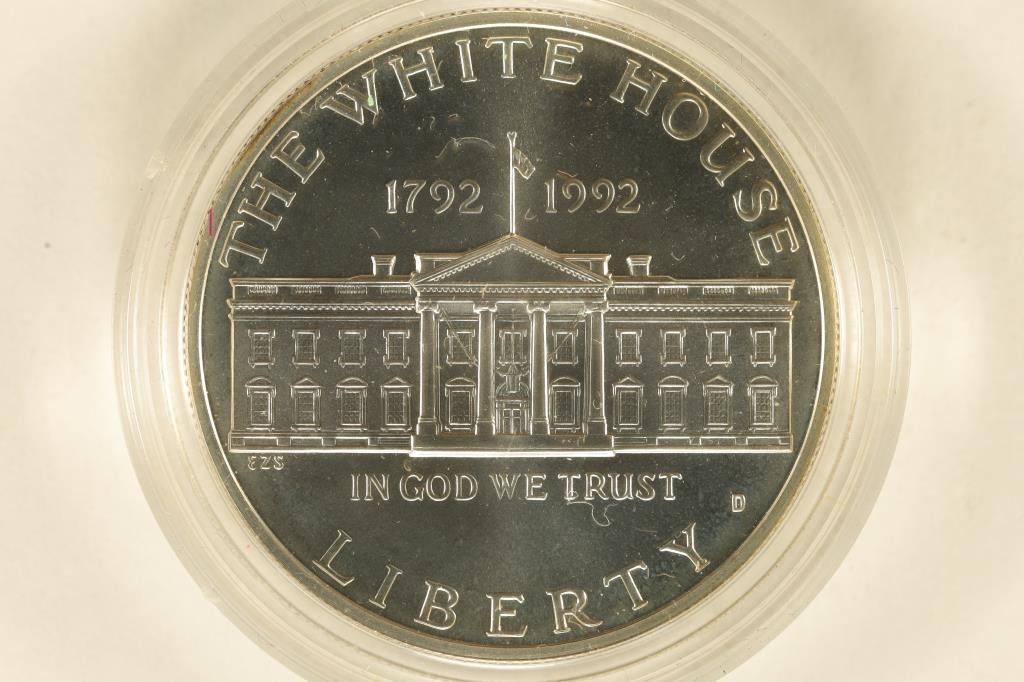 THE WHITE HOUSE
1792 1992
EZS
IN GOD WE TRUST
D
LIBERTY